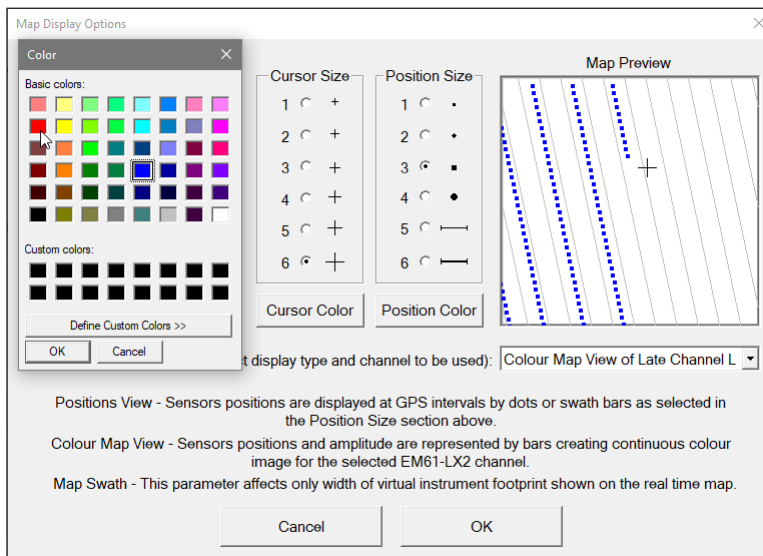 Map Display Options
Color
Basic colors:
Custom colors:
Define Custom Colors >>
OK
Cancel
Cursor Size
1
2
3
4
5
6
Cursor Color
Position Size
1
2
3
4
5
6
Position Color
Map Preview
t display type and channel to be used):
Colour Map View of Late Channel L
Positions View - Sensors positions are displayed at GPS intervals by dots or swath bars as selected in
the Position Size section above.
Colour Map View - Sensors positions and amplitude are represented by bars creating continuous colour
image for the selected EM61-LX2 channel.
Map Swath - This parameter affects only width of virtual instrument footprint shown on the real time map.
Cancel
OK